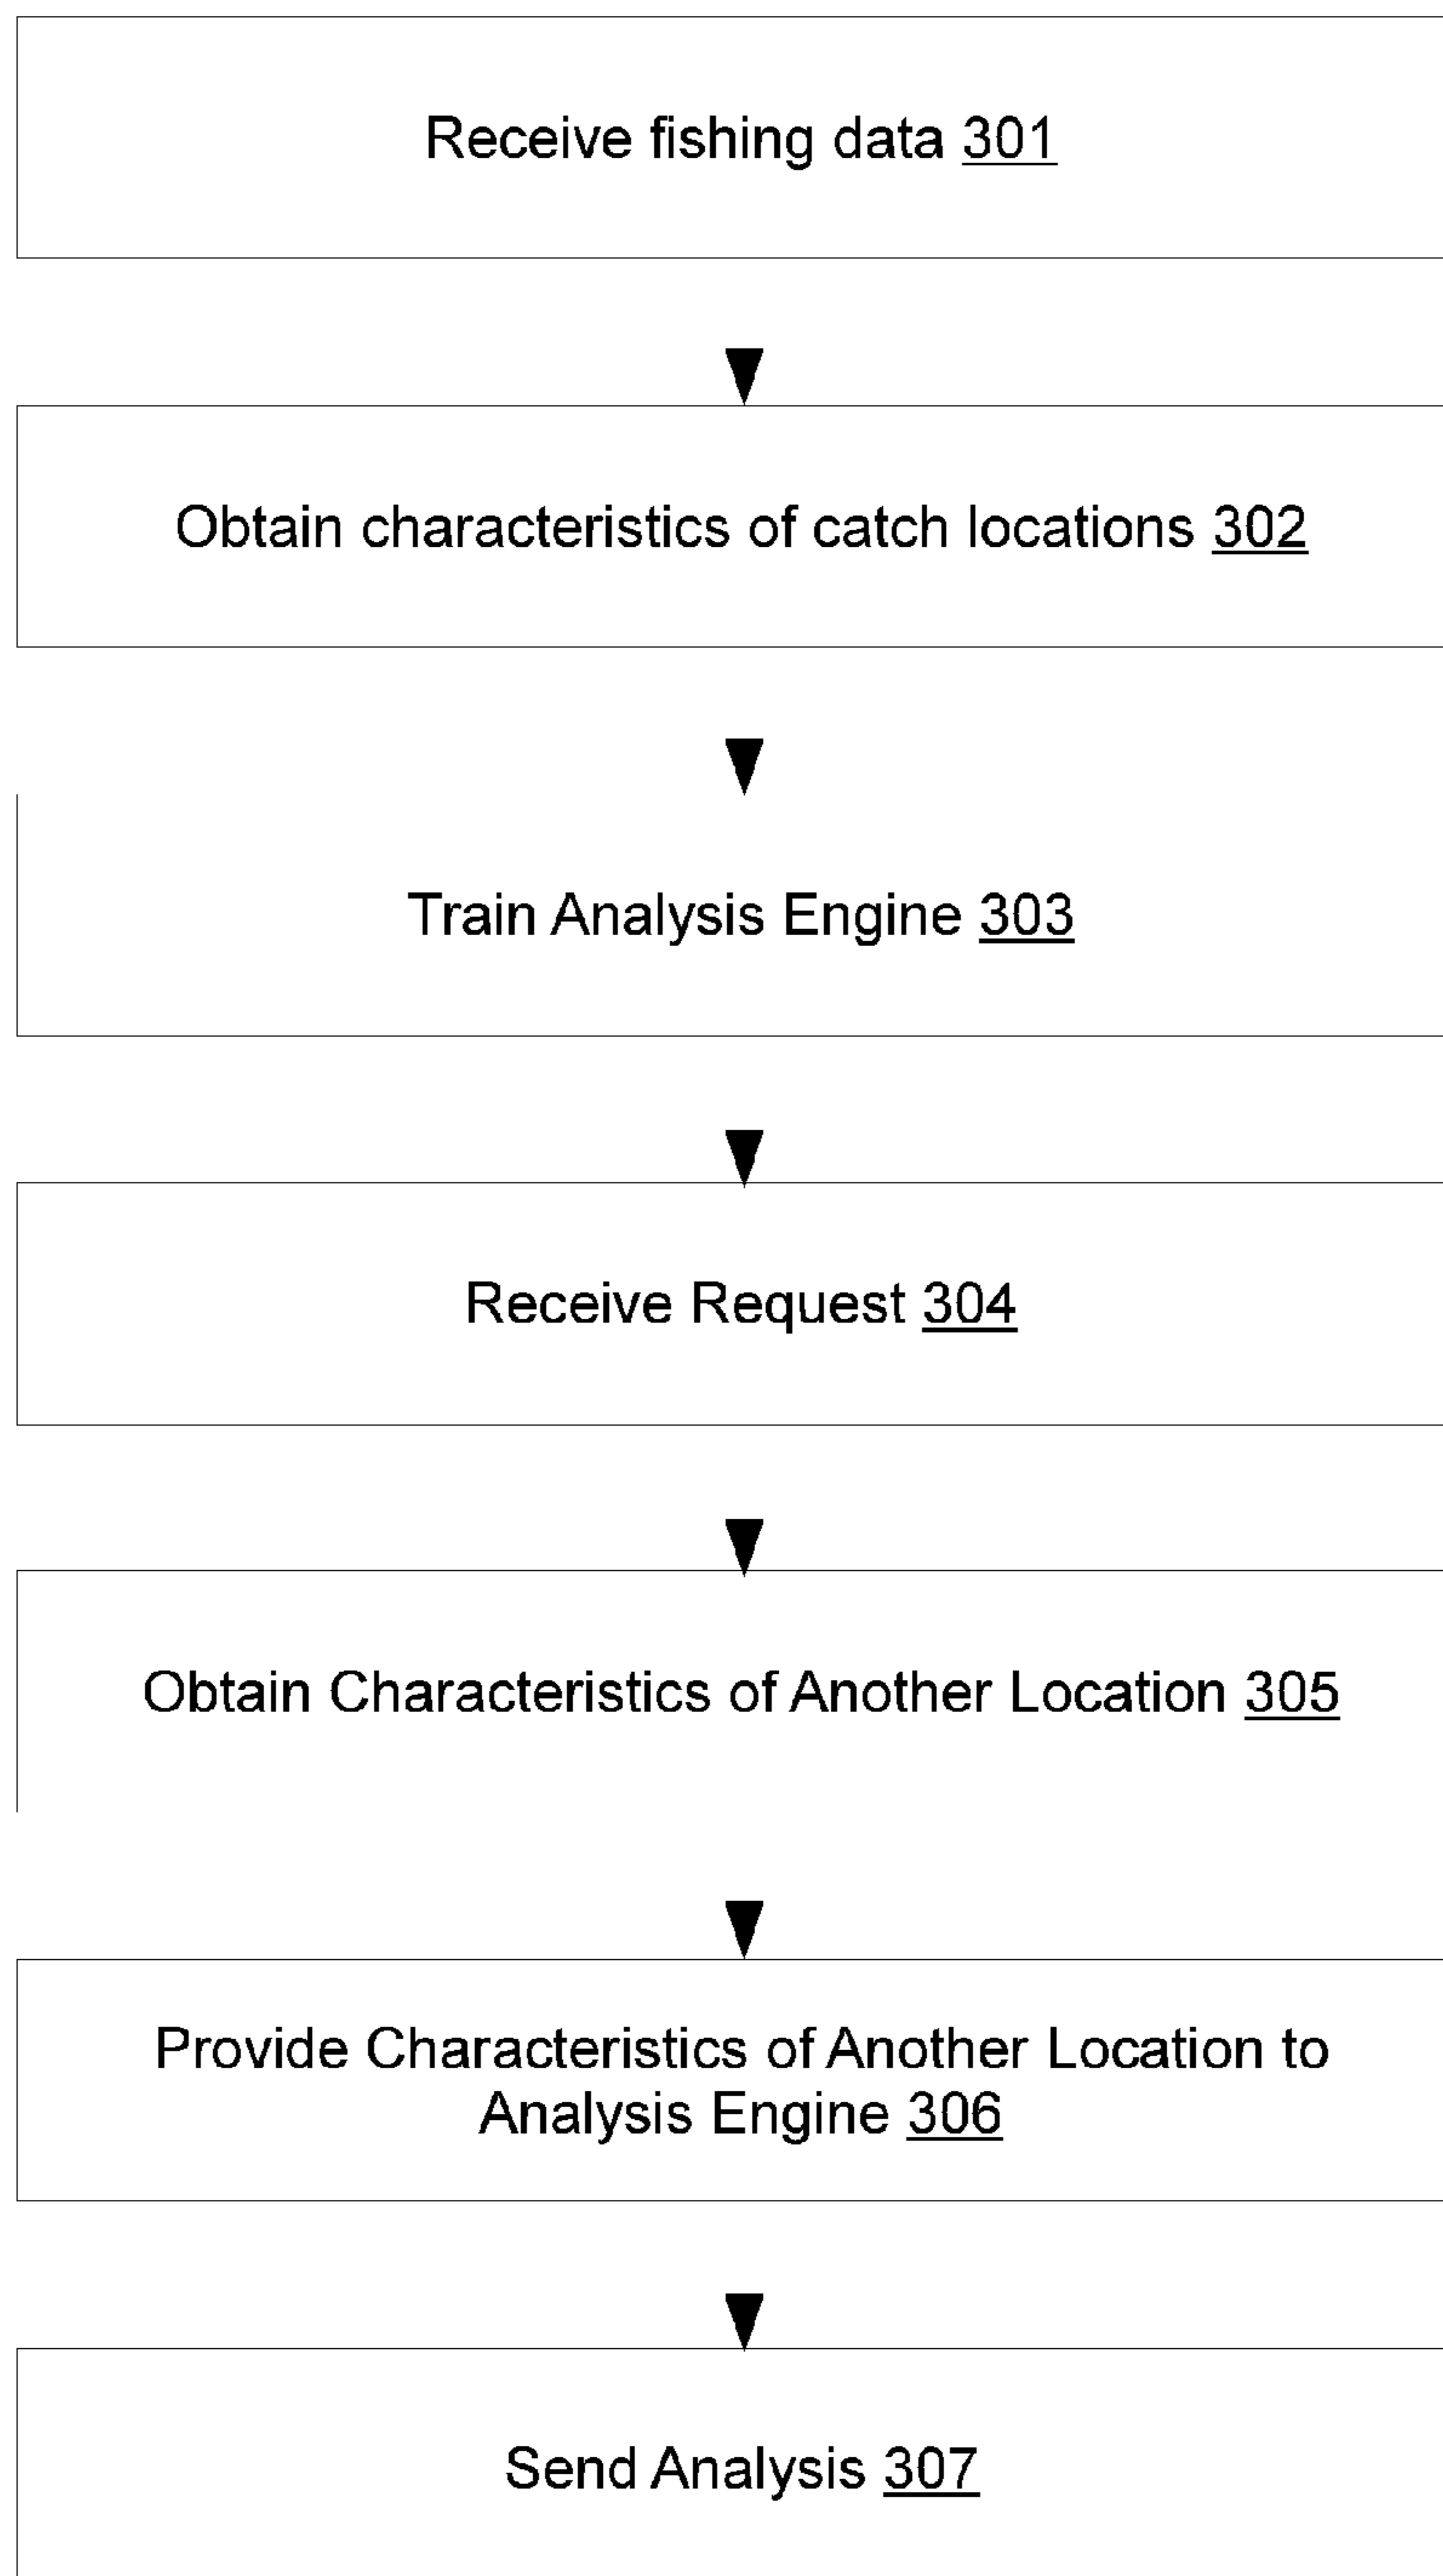 Receive fishing data 301
Obtain characteristics of catch locations 302
Train Analysis Engine 303
Receive Request 304
Obtain Characteristics of Another Location 305
Provide Characteristics of Another Location to
Analysis Engine 306
Send Analysis 307